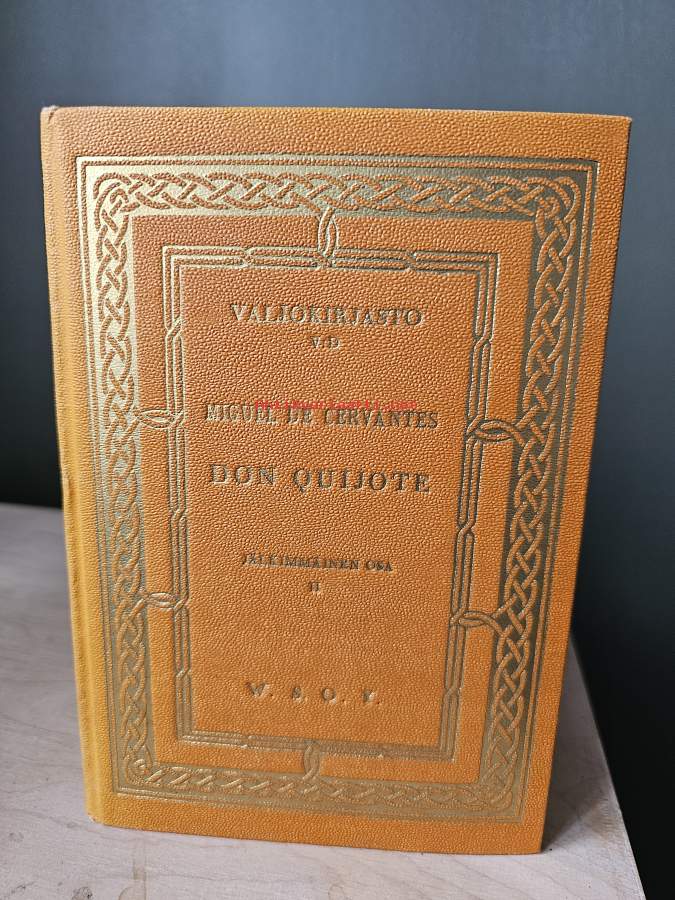 VALIOKIRJASTO
V.D
MIGUEL DE CERVANTES
DON QUIJOTE
JÄLKIMMÄINEN OSA
II
W. S. O. Y.